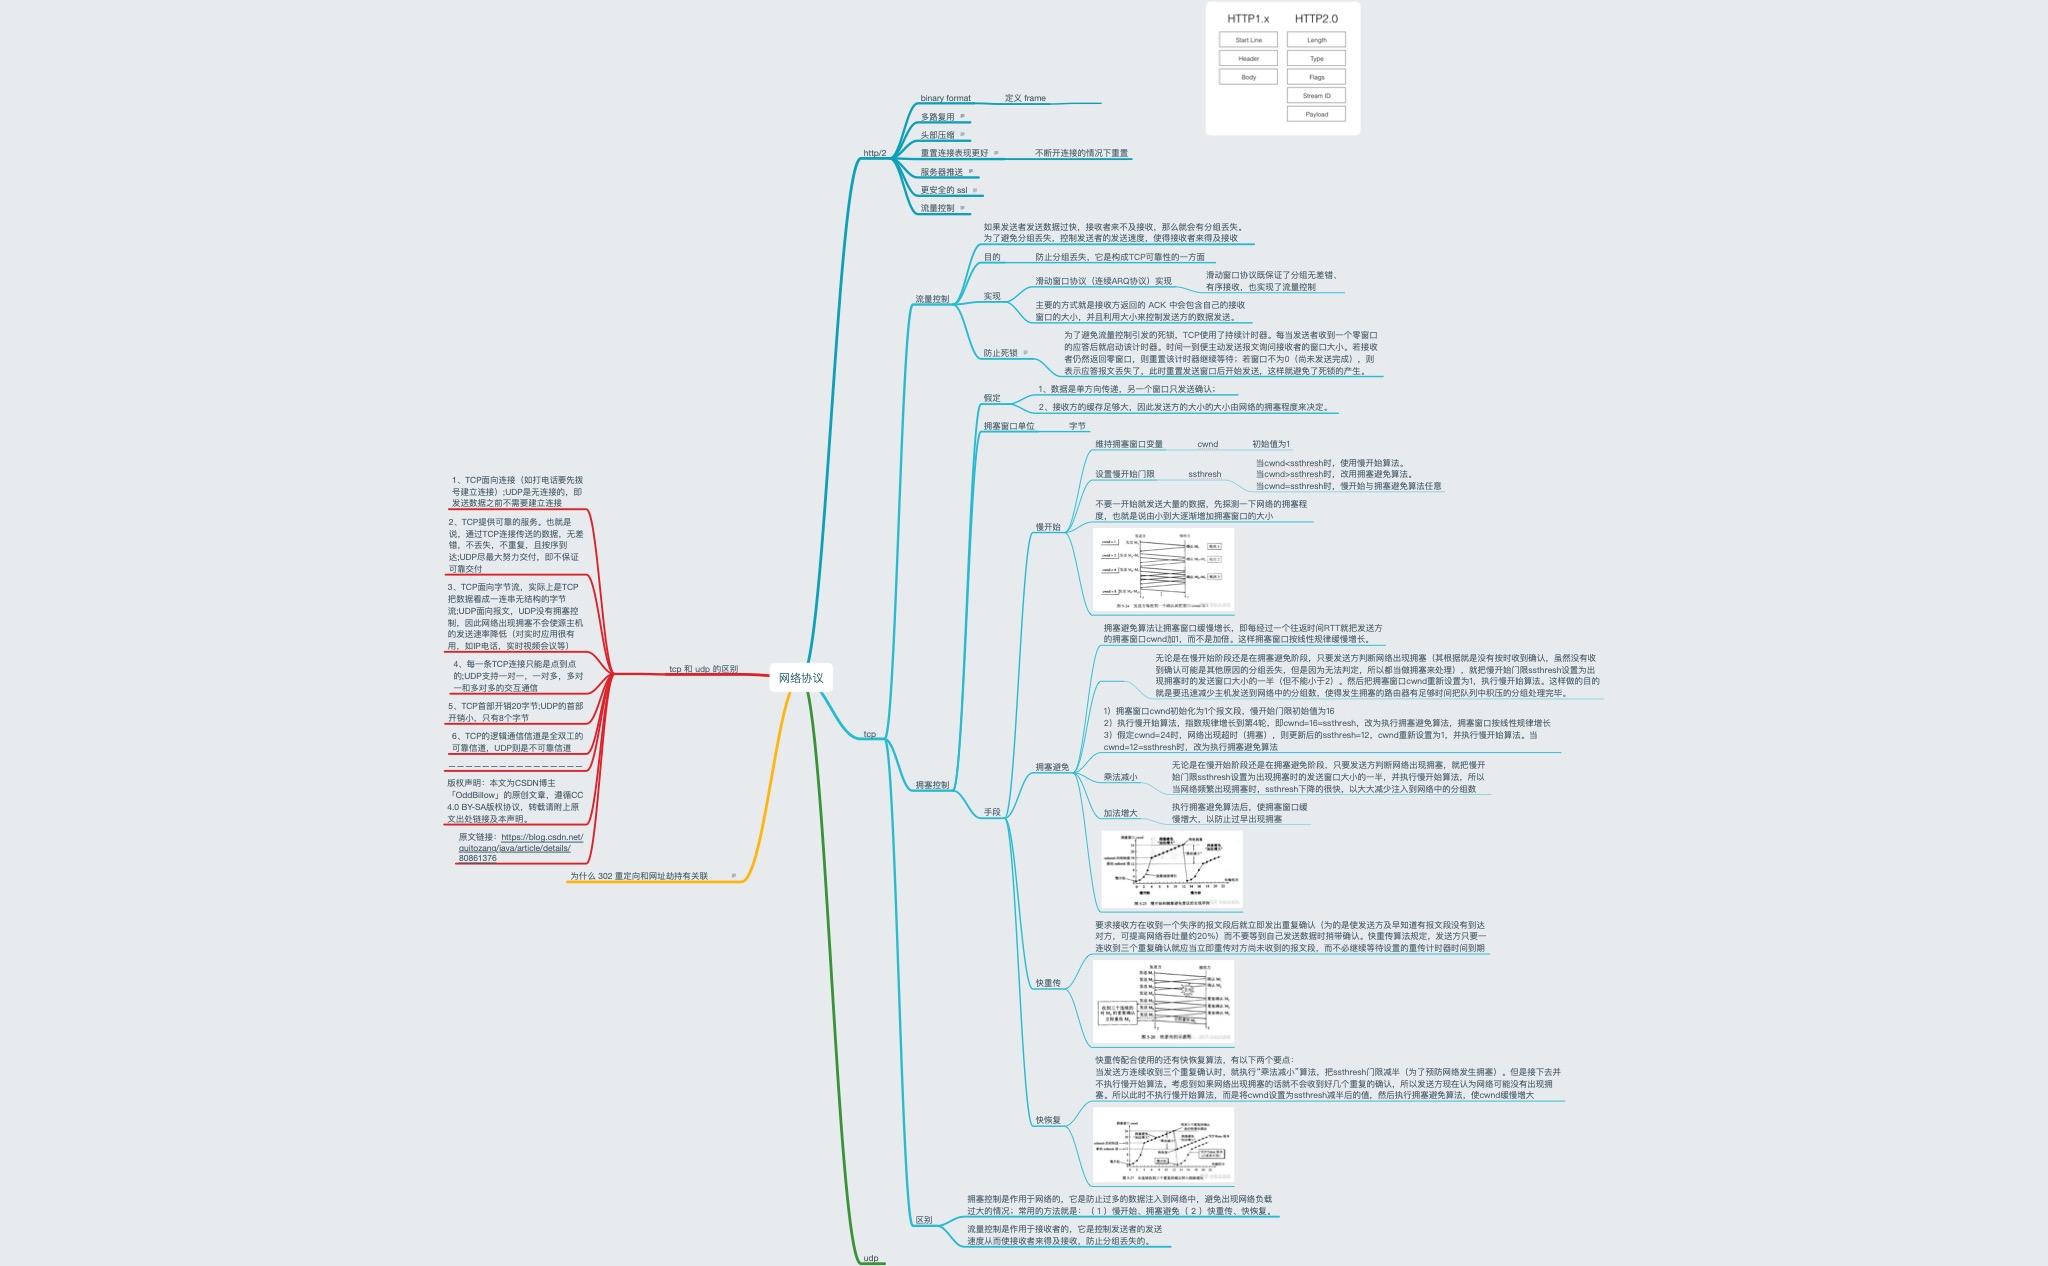 HTTP1.x
HTTP2.0
Start Line
Length
Header
Type
Body
Flags
Stream ID
Payload
binary format
定义 frame
多路复用
头部压缩
http/2
重置连接表现更好
不断开连接的情况下重置
服务器推送
更安全的 ssl
流量控制
如果发送者发送数据过快，接收者来不及接收，那么就会有分组丢失。
为了避免分组丢失，控制发送者的发送速度，使得接收者来得及接收
目的
防止分组丢失，它是构成TCP可靠性的一方面
流量控制
实现
滑动窗口协议（连续ARQ协议）实现
滑动窗口协议既保证了分组无差错、
有序接收，也实现了流量控制
主要的方式就是接收方返回的 ACK 中会包含自己的接收
窗口的大小，并且利用大小来控制发送方的数据发送。
防止死锁
为了避免流量控制引发的死锁，TCP使用了持续计时器。每当发送者收到一个零窗口
的应答后就启动该计时器。时间一到便主动发送报文询问接收者的窗口大小。若接收
者仍然返回零窗口，则重置该计时器继续等待；若窗口不为0（尚未发送完成），则
表示应答报文丢失了，此时重置发送窗口后开始发送，这样就避免了死锁的产生。
假定
1、数据是单方向传递，另一个窗口只发送确认；
2、接收方的缓存足够大，因此发送方的大小的大小由网络的拥塞程度来决定。
拥塞窗口单位
字节
维持拥塞窗口变量
cwnd
初始值为1
设置慢开始门限
ssthresh
当cwnd<ssthresh时，使用慢开始算法。
当cwnd>ssthresh时，改用拥塞避免算法。
当cwnd=ssthresh时，慢开始与拥塞避免算法任意
慢开始
不要一开始就发送大量的数据，先探测一下网络的拥塞程
度，也就是说由小到大逐渐增加拥塞窗口的大小
拥塞避免算法让拥塞窗口缓慢增长，即每经过一个往返时间RTT就把发送方
的拥塞窗口cwnd加1，而不是加倍。这样拥塞窗口按线性规律缓慢增长。
无论是在慢开始阶段还是在拥塞避免阶段，只要发送方判断网络出现拥塞（其根据就是没有按时收到确认，虽然没有收
到确认可能是其他原因的分组丢失，但是因为无法判定，所以都当做拥塞来处理），就把慢开始门限ssthresh设置为出
现拥塞时的发送窗口大小的一半（但不能小于2）。然后把拥塞窗口cwnd重新设置为1，执行慢开始算法。这样做的目的
就是要迅速减少主机发送到网络中的分组数，使得发生拥塞的路由器有足够时间把队列中积压的分组处理完毕。
1）拥塞窗口cwnd初始化为1个报文段，慢开始门限初始值为16
2）执行慢开始算法，指数规律增长到第4轮，即cwnd=16=ssthresh，改为执行拥塞避免算法，拥塞窗口按线性规律增长
3）假定cwnd=24时，网络出现超时（拥塞），则更新后的ssthresh=12，cwnd重新设置为1，并执行慢开始算法。当
cwnd=12=ssthresh时，改为执行拥塞避免算法
拥塞避免
乘法减小
无论是在慢开始阶段还是在拥塞避免阶段，只要发送方判断网络出现拥塞，就把慢开
始门限ssthresh设置为出现拥塞时的发送窗口大小的一半，并执行慢开始算法，所以
当网络频繁出现拥塞时，ssthresh下降的很快，以大大减少注入到网络中的分组数
加法增大
执行拥塞避免算法后，使拥塞窗口缓
慢增大，以防止过早出现拥塞
拥塞控制
手段
要求接收方在收到一个失序的报文段后就立即发出重复确认（为的是使发送方及早知道有报文段没有到达
对方，可提高网络吞吐量约20%）而不要等到自己发送数据时捎带确认。快重传算法规定，发送方只要一
连收到三个重复确认就应当立即重传对方尚未收到的报文段，而不必继续等待设置的重传计时器时间到期
快重传
快重传配合使用的还有快恢复算法，有以下两个要点：
当发送方连续收到三个重复确认时，就执行“乘法减小”算法，把ssthresh门限减半（为了预防网络发生拥塞）。但是接下去并
不执行慢开始算法。考虑到如果网络出现拥塞的话就不会收到好几个重复的确认，所以发送方现在认为网络可能没有出现拥
塞。所以此时不执行慢开始算法，而是将cwnd设置为ssthresh减半后的值，然后执行拥塞避免算法，使cwnd缓慢增大
快恢复
区别
拥塞控制是作用于网络的，它是防止过多的数据注入到网络中，避免出现网络负载
过大的情况；常用的方法就是：（ 1 ）慢开始、拥塞避免（ 2 ）快重传、快恢复。
流量控制是作用于接收者的，它是控制发送者的发送
速度从而使接收者来得及接收，防止分组丢失的。
tcp
udp
网络协议
tcp 和 udp 的区别
1、TCP面向连接（如打电话要先拨
号建立连接）;UDP是无连接的，即
发送数据之前不需要建立连接
2、TCP提供可靠的服务。也就是
说，通过TCP连接传送的数据，无差
错，不丢失，不重复，且按序到
达;UDP尽最大努力交付，即不保证
可靠交付
3、TCP面向字节流，实际上是TCP
把数据看成一连串无结构的字节
流;UDP面向报文，UDP没有拥塞控
制，因此网络出现拥塞不会使源主机
的发送速率降低（对实时应用很有
用，如IP电话，实时视频会议等）
4、每一条TCP连接只能是点到点
的;UDP支持一对一，一对多，多对
一和多对多的交互通信
5、TCP首部开销20字节;UDP的首部
开销小，只有8个字节
6、TCP的逻辑通信信道是全双工的
可靠信道，UDP则是不可靠信道
————————————————
版权声明：本文为CSDN博主
「OddBillow」的原创文章，遵循CC
4.0 BY-SA版权协议，转载请附上原
文出处链接及本声明。
原文链接：https://blog.csdn.net/
quitozang/java/article/details/
80861376
为什么 302 重定向和网址劫持有关联